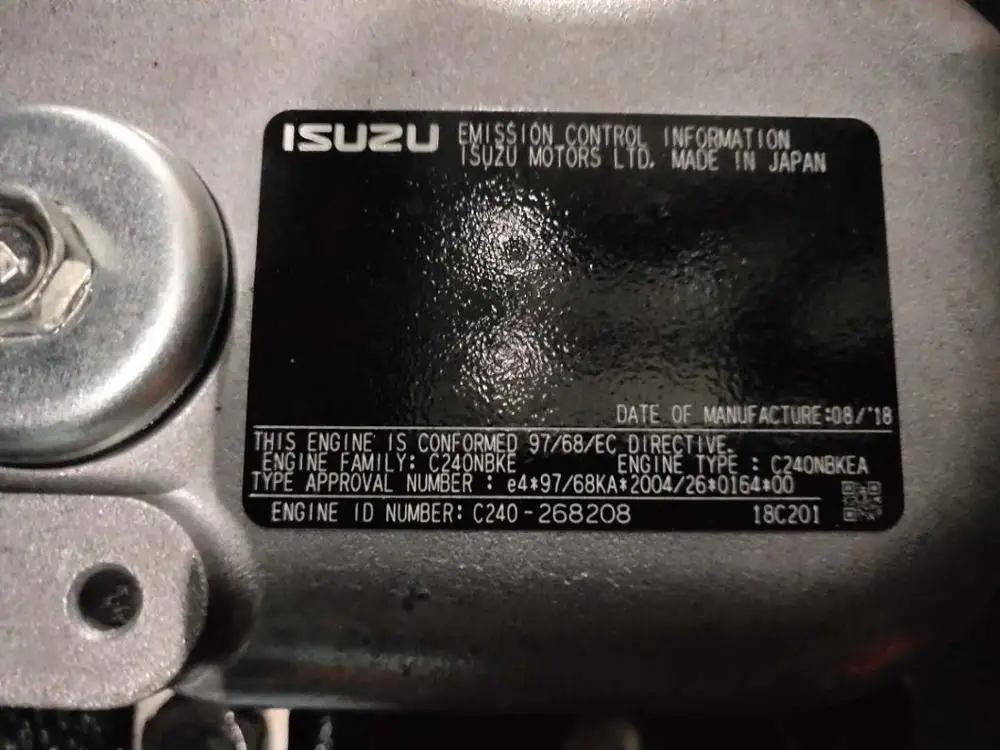 ISUZU EMISSION CONTROL INFORMATION
ISUZU MOTORS LTD. MADE IN JAPAN
DATE OF MANUFACTURE:08/'18
THIS ENGINE IS CONFORMED 97/68/EC DIRECTIVE.
ENGINE FAMILY: C240NBKE ENGINE TYPE : C240NBKEA
TYPE APPROVAL NUMBER : e4*97/68KA*2004/26*0164*00
ENGINE ID NUMBER: C240-268208 18C201